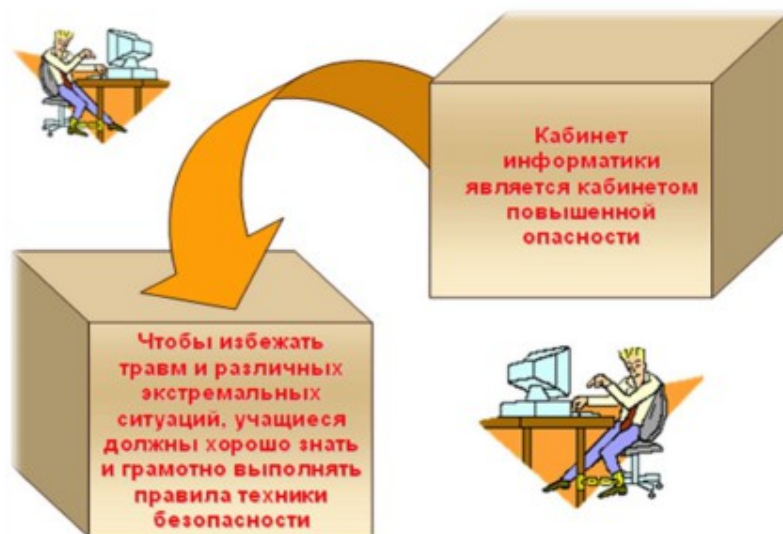 Кабинет
информатики
является кабинетом
повышенной
опасности
Чтобы избежать
травм и различных
экстремальных
ситуаций, учащиеся
должны хорошо знать
и грамотно выполнять
правила техники
безопасности